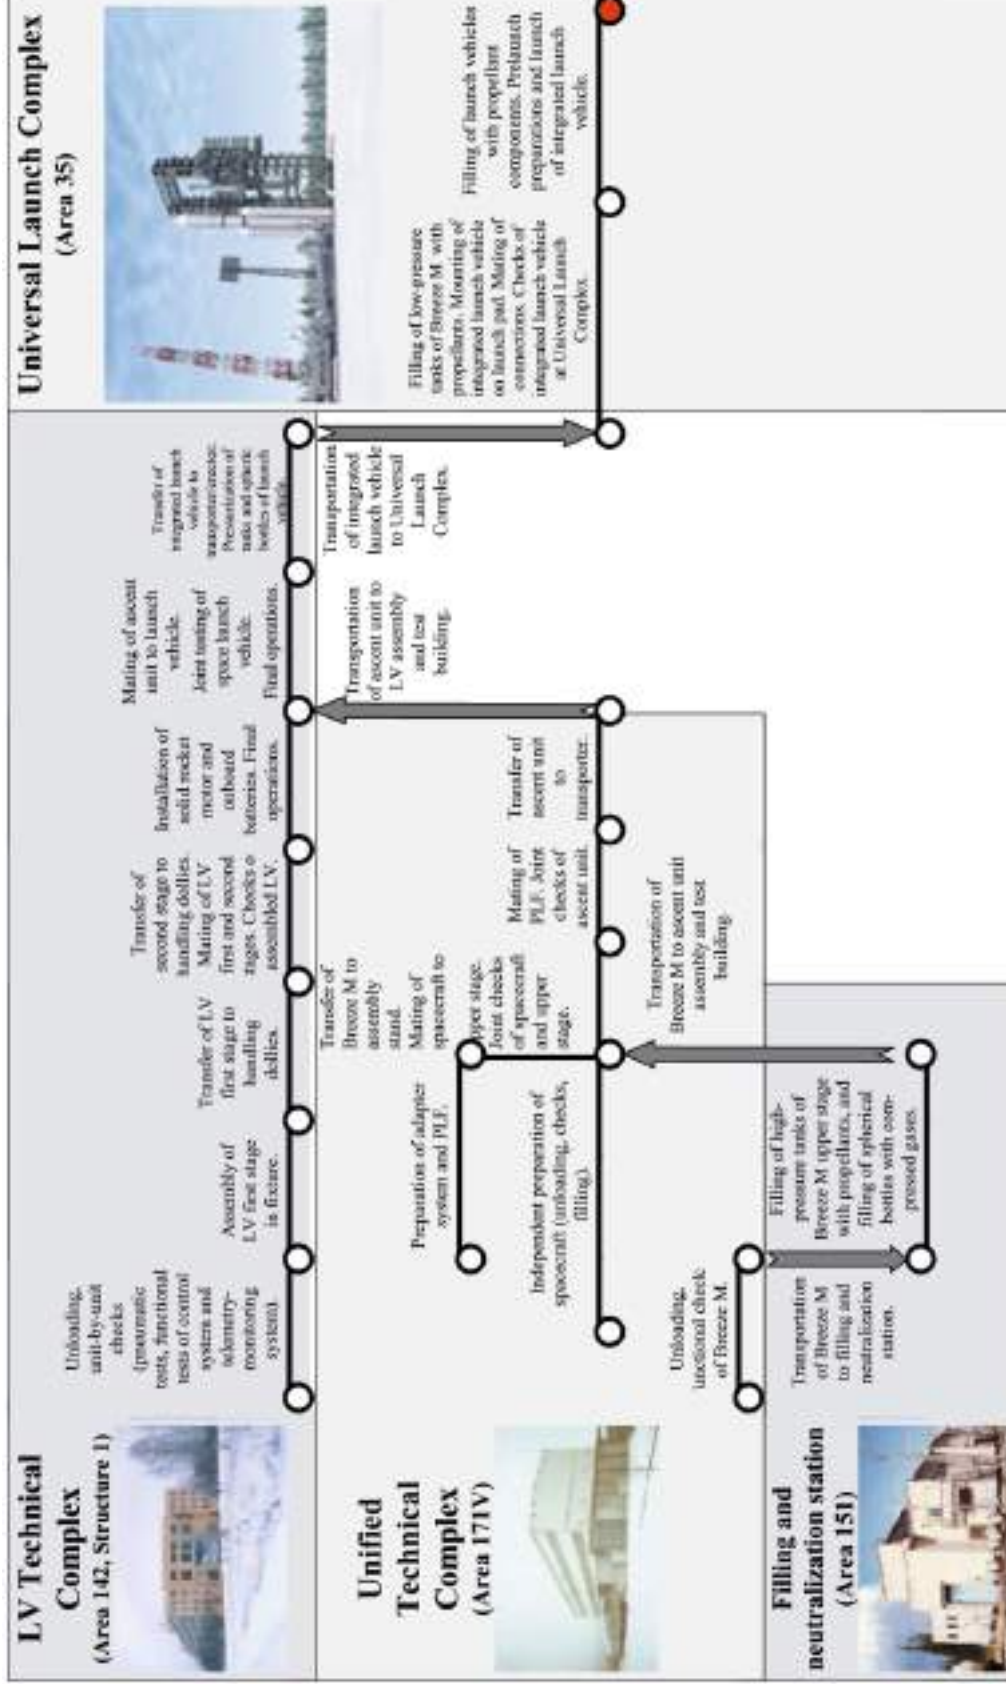 LV Technical
Complex
(Area 142, Structure 1)
Unloading,
unit-by-unit
checks
(pneumatic
tests, functional
tests of control
system and
telemetry-
monitoring
system).
Assembly of
LV first stage
in fixture.
Transfer of LV
first stage to
handling
dollies.
Transfer of
second stage to
handling dollies.
Mating of LV
first and second
tages. Checks o
assembled LV.
Installation of
solid rocket
motor and
onboard
batteries. Final
operations.
Mating of ascent
unit to launch
vehicle.
Joint testing of
space launch
vehicle.
Final operations.
Transfer of
integrated launch
vehicle to
transporter/erector.
Pressurization of
tanks and spheric
bottles of launch
vehicle.
Universal Launch Complex
(Area 35)
Transportation
of integrated
launch vehicle
to Universal
Launch
Complex.
Transportation
of ascent unit to
LV assembly
and test
building.
Filling of low-pressure
tanks of Breeze M with
propellants. Mounting of
integrated launch vehicle
on launch pad. Mating of
connections. Checks of
integrated launch vehicle
at Universal Launch
Complex.
Filling of launch vehicles
with propellant
components. Prelaunch
preparations and launch
of integrated launch
vehicle.
Unified
Technical
Complex
(Area 171V)
Preparation of adapter
system and PLF.
Independent preparation of
spacecraft (unloading, checks,
filling).
Transfer of
Breeze M to
assembly
stand.
Mating of
spacecraft to
pper stage.
Joint checks
of spacecraft
and upper
stage.
Mating of
PLF. Joint
checks of
ascent unit.
Transfer of
ascent unit
to
transporter.
Unloading,
unctional check
of Breeze M.
Transportation of
Breeze M to ascent unit
assembly and test
building.
Filling and
neutralization station
(Area 151)
Transportation
of Breeze M
to filling and
neutralization
station.
Filling of high-
pressure tanks of
Breeze M upper stage
with propellants, and
filling of spherical
bottles with com-
pressed gases.